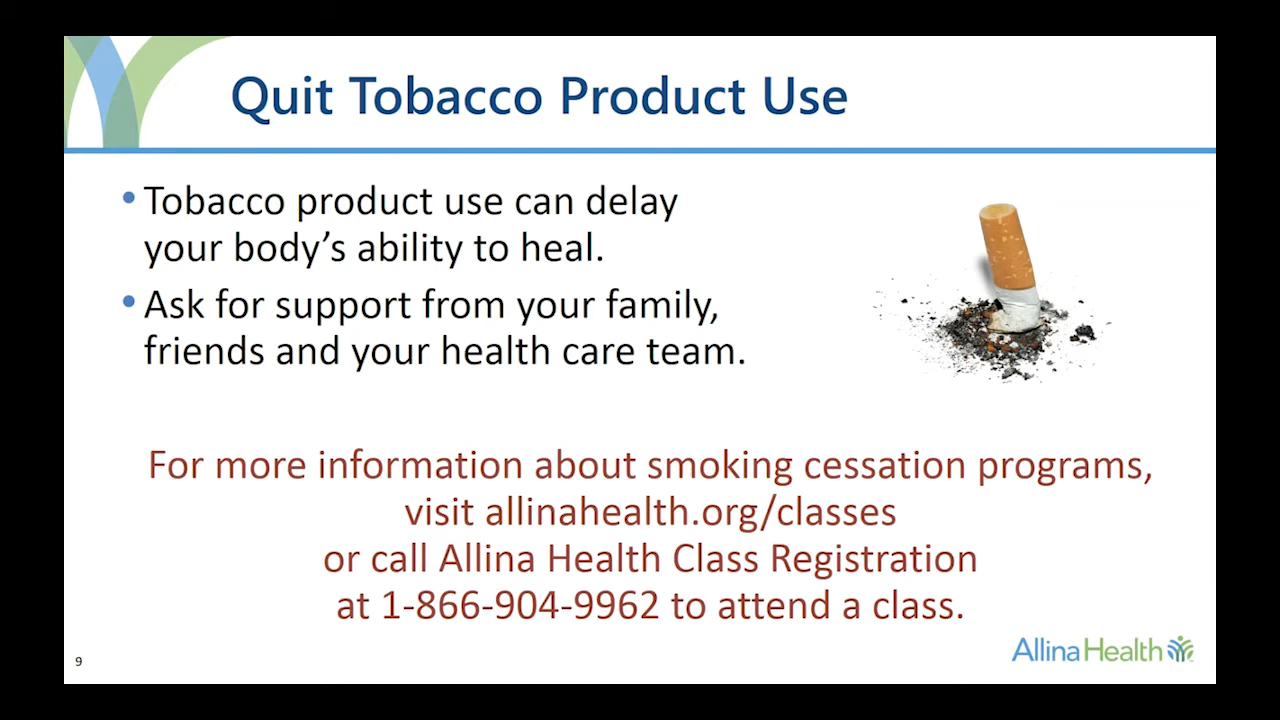 Quit Tobacco Product Use
• Tobacco product use can delay
your body’s ability to heal.
• Ask for support from your family,
friends and your health care team.
For more information about smoking cessation programs,
visit allinahealth.org/classes
or call Allina Health Class Registration
at 1-866-904-9962 to attend a class.
9
Allina Health